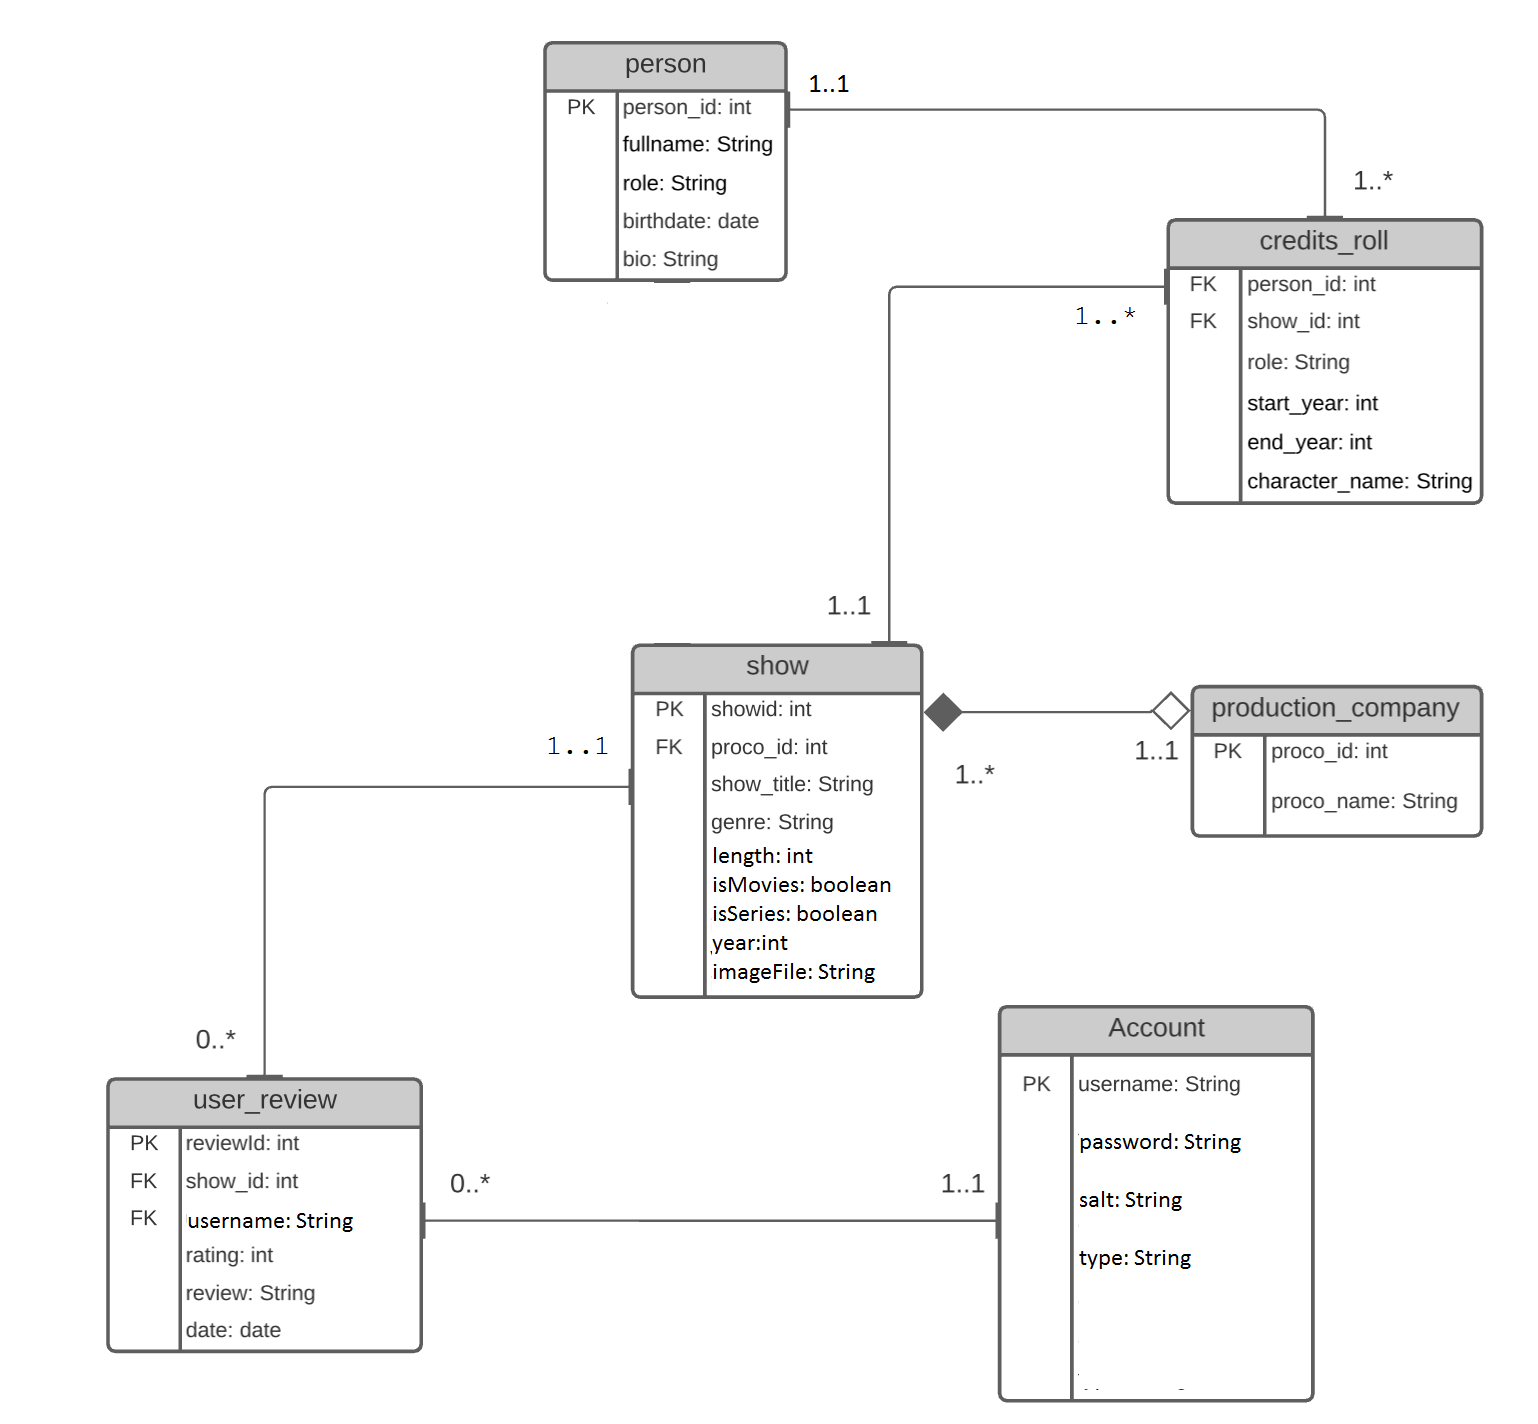 person
PK person_id: int
fullname: String
role: String
birthdate: date
bio: String
1..1
1..*
credits_roll
FK person_id: int
FK show_id: int
role: String
start_year: int
end_year: int
character_name: String
1..*
1..1
show
PK showid: int
FK proco_id: int
show_title: String
genre: String
length: int
isMovies: boolean
isSeries: boolean
year:int
imageFile: String
1..*
1..1
production_company
PK proco_id: int
proco_name: String
1..1
0..*
user_review
PK reviewId: int
FK show_id: int
FK username: String
rating: int
review: String
date: date
0..*
1..1
Account
PK username: String
password: String
salt: String
type: String